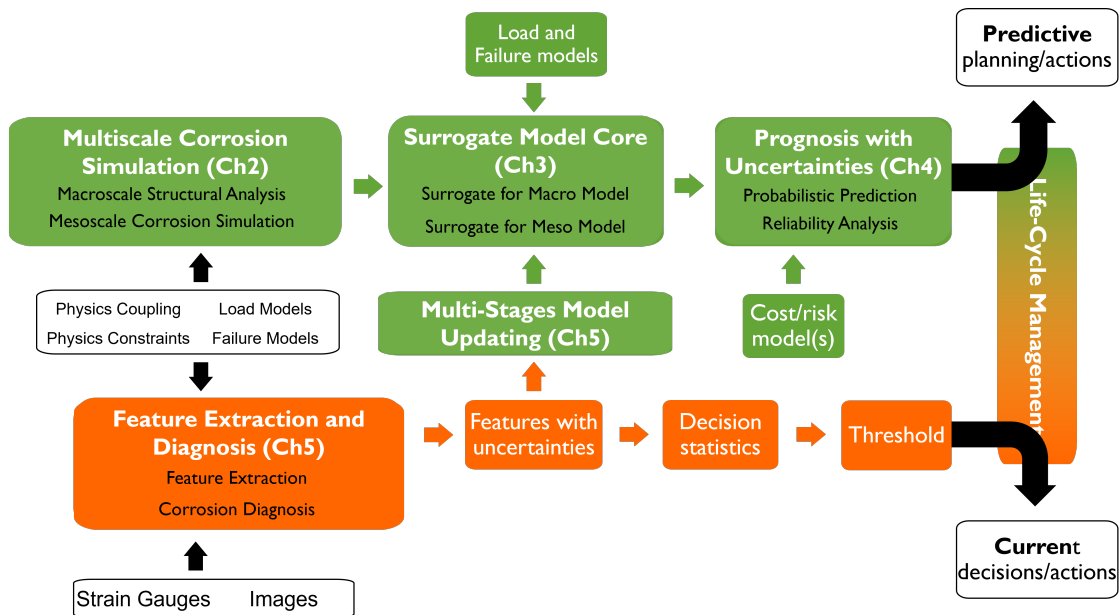 Load and
Failure models
Predictive
planning/actions
Multiscale Corrosion
Simulation (Ch2)
Macroscale Structural Analysis
Mesoscale Corrosion Simulation
Surrogate Model Core
(Ch3)
Surrogate for Macro Model
Surrogate for Meso Model
Prognosis with
Uncertainties (Ch4)
Probabilistic Prediction
Reliability Analysis
Life-Cycle Management
Physics Coupling Load Models
Physics Constraints Failure Models
Multi-Stages Model
Updating (Ch5)
Cost/risk
model(s)
Feature Extraction and
Diagnosis (Ch5)
Feature Extraction
Corrosion Diagnosis
Features with
uncertainties
Decision
statistics
Threshold
Current
decisions/actions
Strain Gauges Images